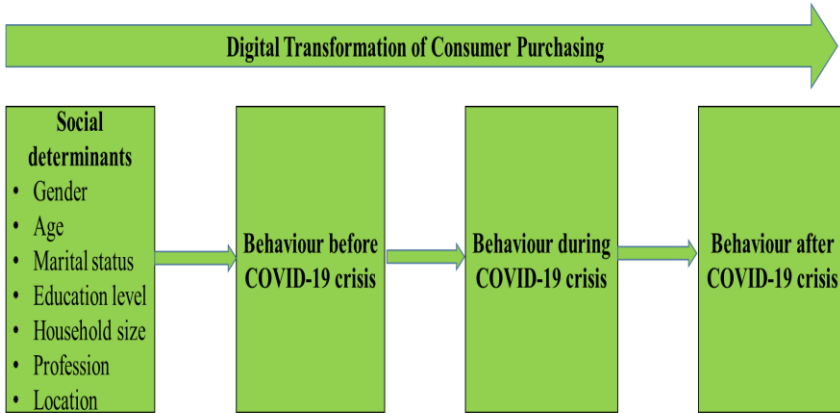 Digital Transformation of Consumer Purchasing
Social
determinants
• Gender
• Age
• Marital status
• Education level
• Household size
• Profession
• Location
Behaviour before
COVID-19 crisis
Behaviour during
COVID-19 crisis
Behaviour after
COVID-19 crisis